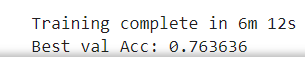 Training complete in 6m 12s
Best val Acc: 0.763636